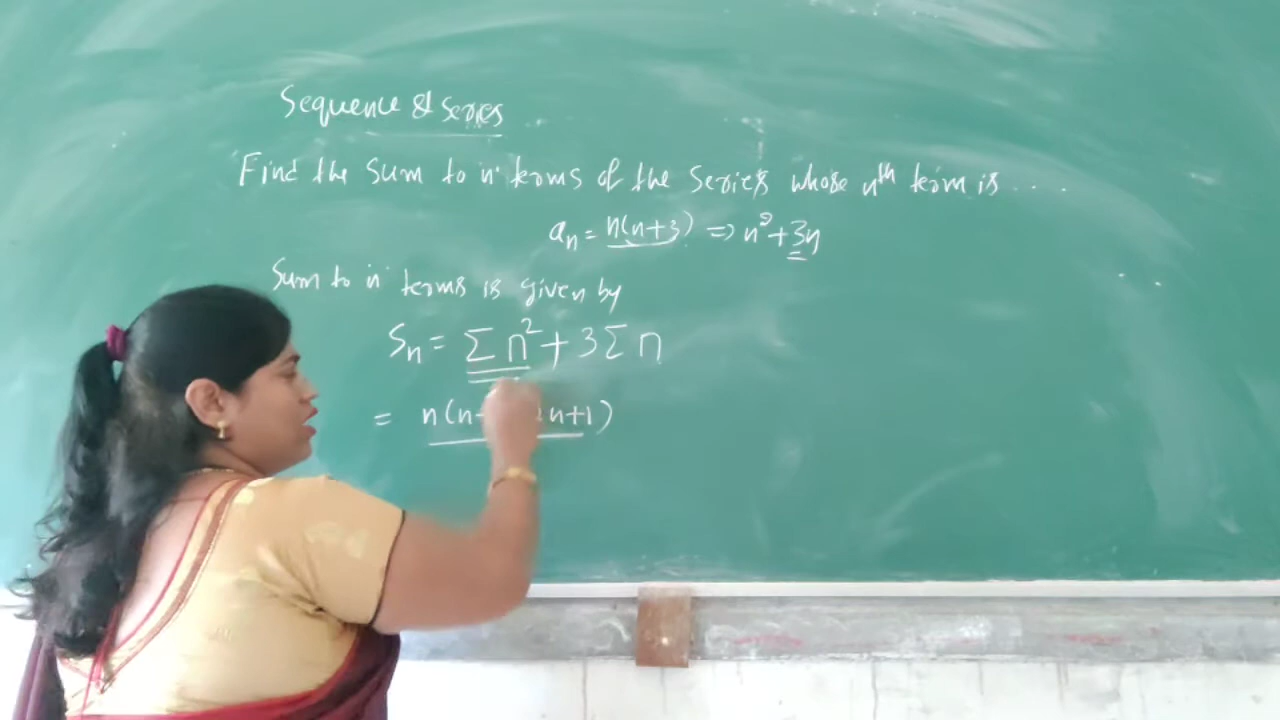 Sequence & Series
Find the sum to n terms of the series whose nth term is ....
aₙ = n(n+3) => n²+3n
Sum to n terms is given by
Sₙ = Σn² + 3Σn
= n(n+ n+1)